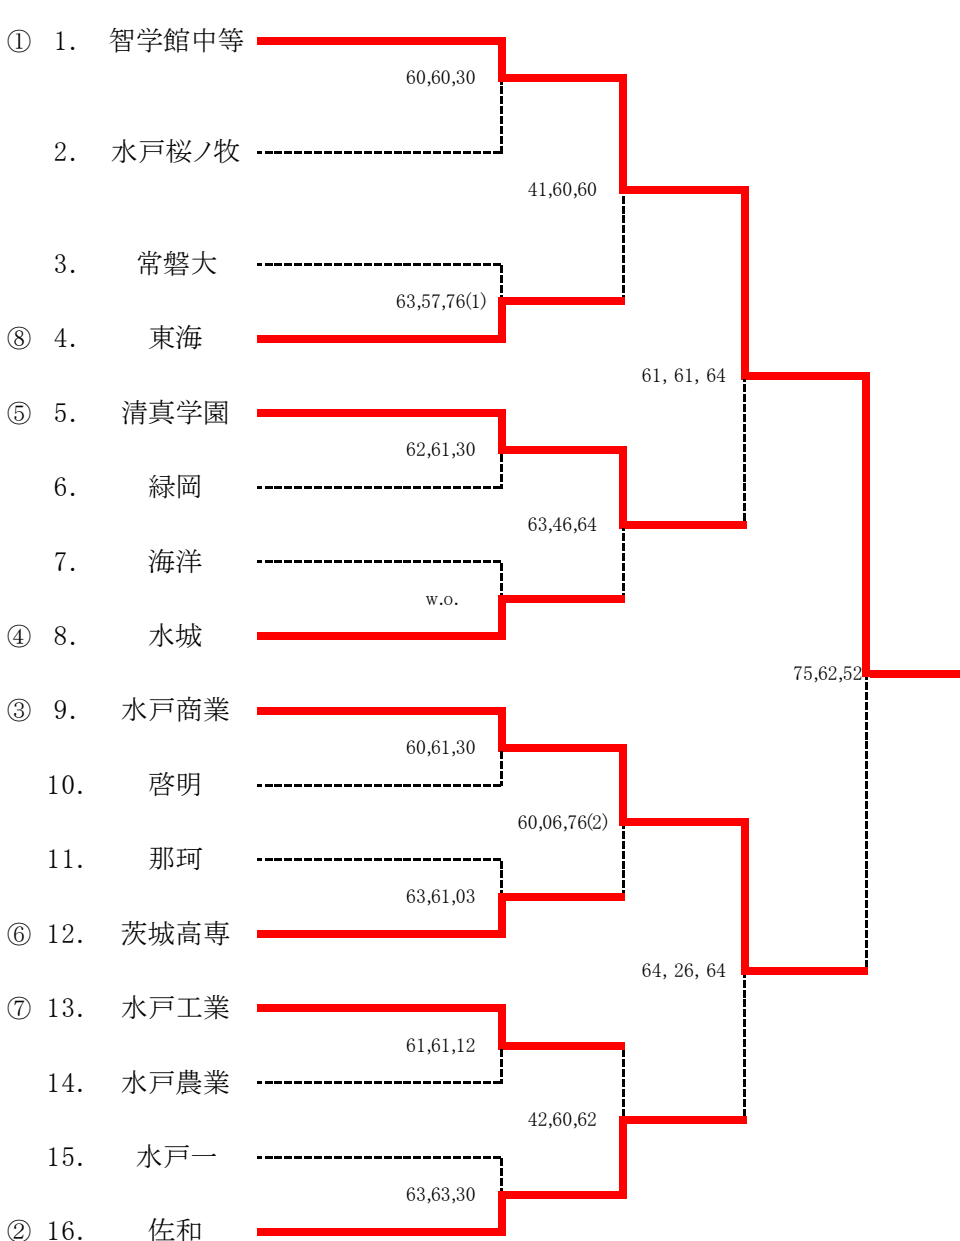 ① 1. 智学館中等
60,60,30
2. 水戸桜ノ牧
41,60,60
3. 常磐大
63,57,76(1)
⑧ 4. 東海
61, 61, 64
⑤ 5. 清真学園
62,61,30
6. 緑岡
63,46,64
7. 海洋
w.o.
④ 8. 水城
75,62,52
③ 9. 水戸商業
60,61,30
10. 啓明
60,06,76(2)
11. 那珂
63,61,03
⑥ 12. 茨城高専
64, 26, 64
⑦ 13. 水戸工業
61,61,12
14. 水戸農業
42,60,62
15. 水戸一
63,63,30
② 16. 佐和